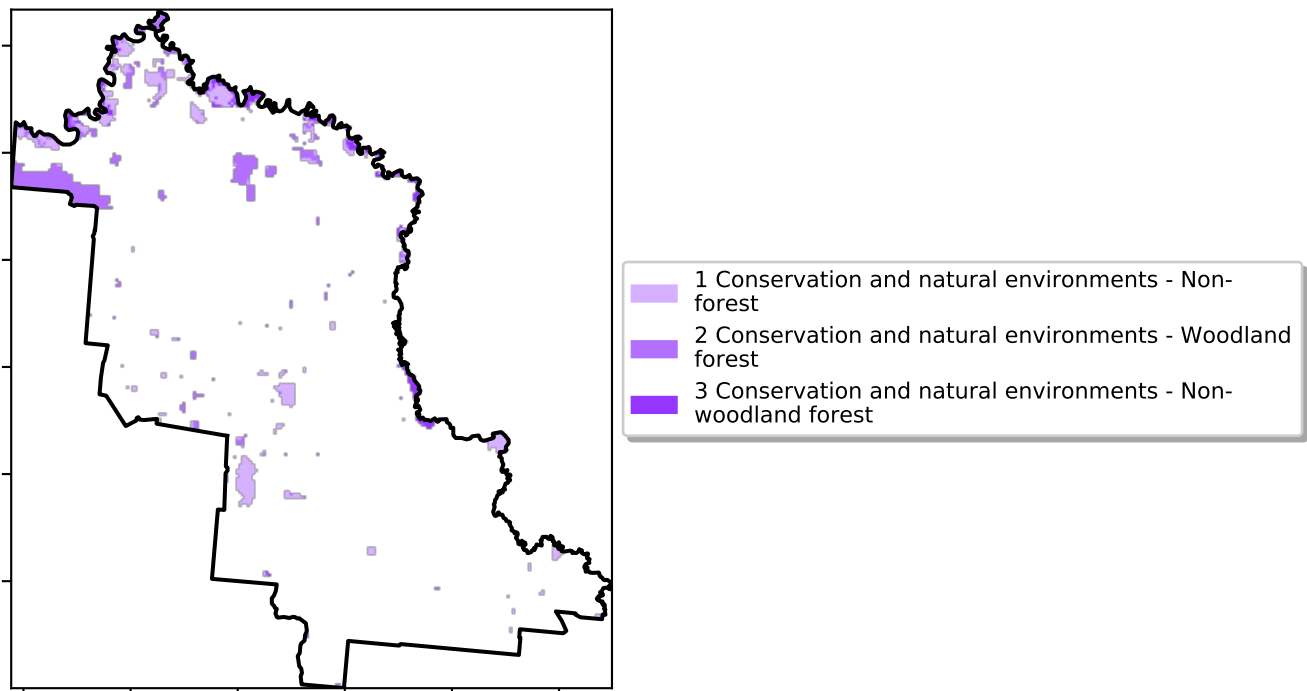 1 Conservation and natural environments - Non-
forest
2 Conservation and natural environments - Woodland
forest
3 Conservation and natural environments - Non-
woodland forest